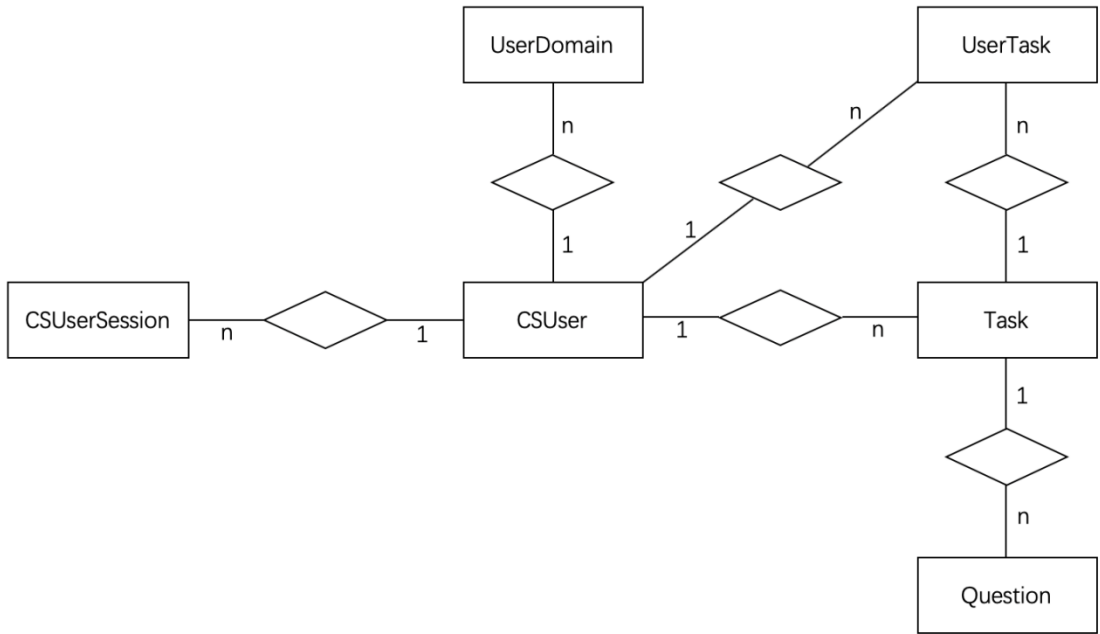 UserDomain
UserTask
n
n
n
1
1
1
CSUserSession
n
1
CSUser
1
n
Task
1
n
Question